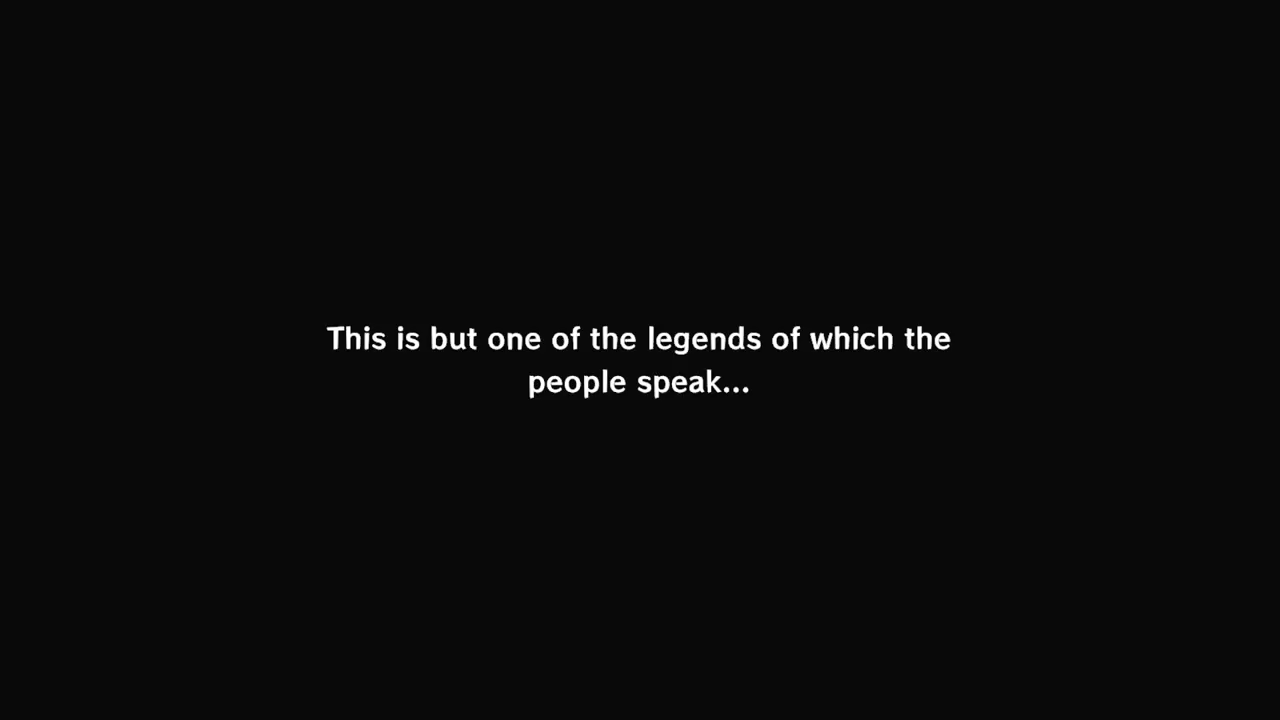 This is but one of the legends of which the
people speak...